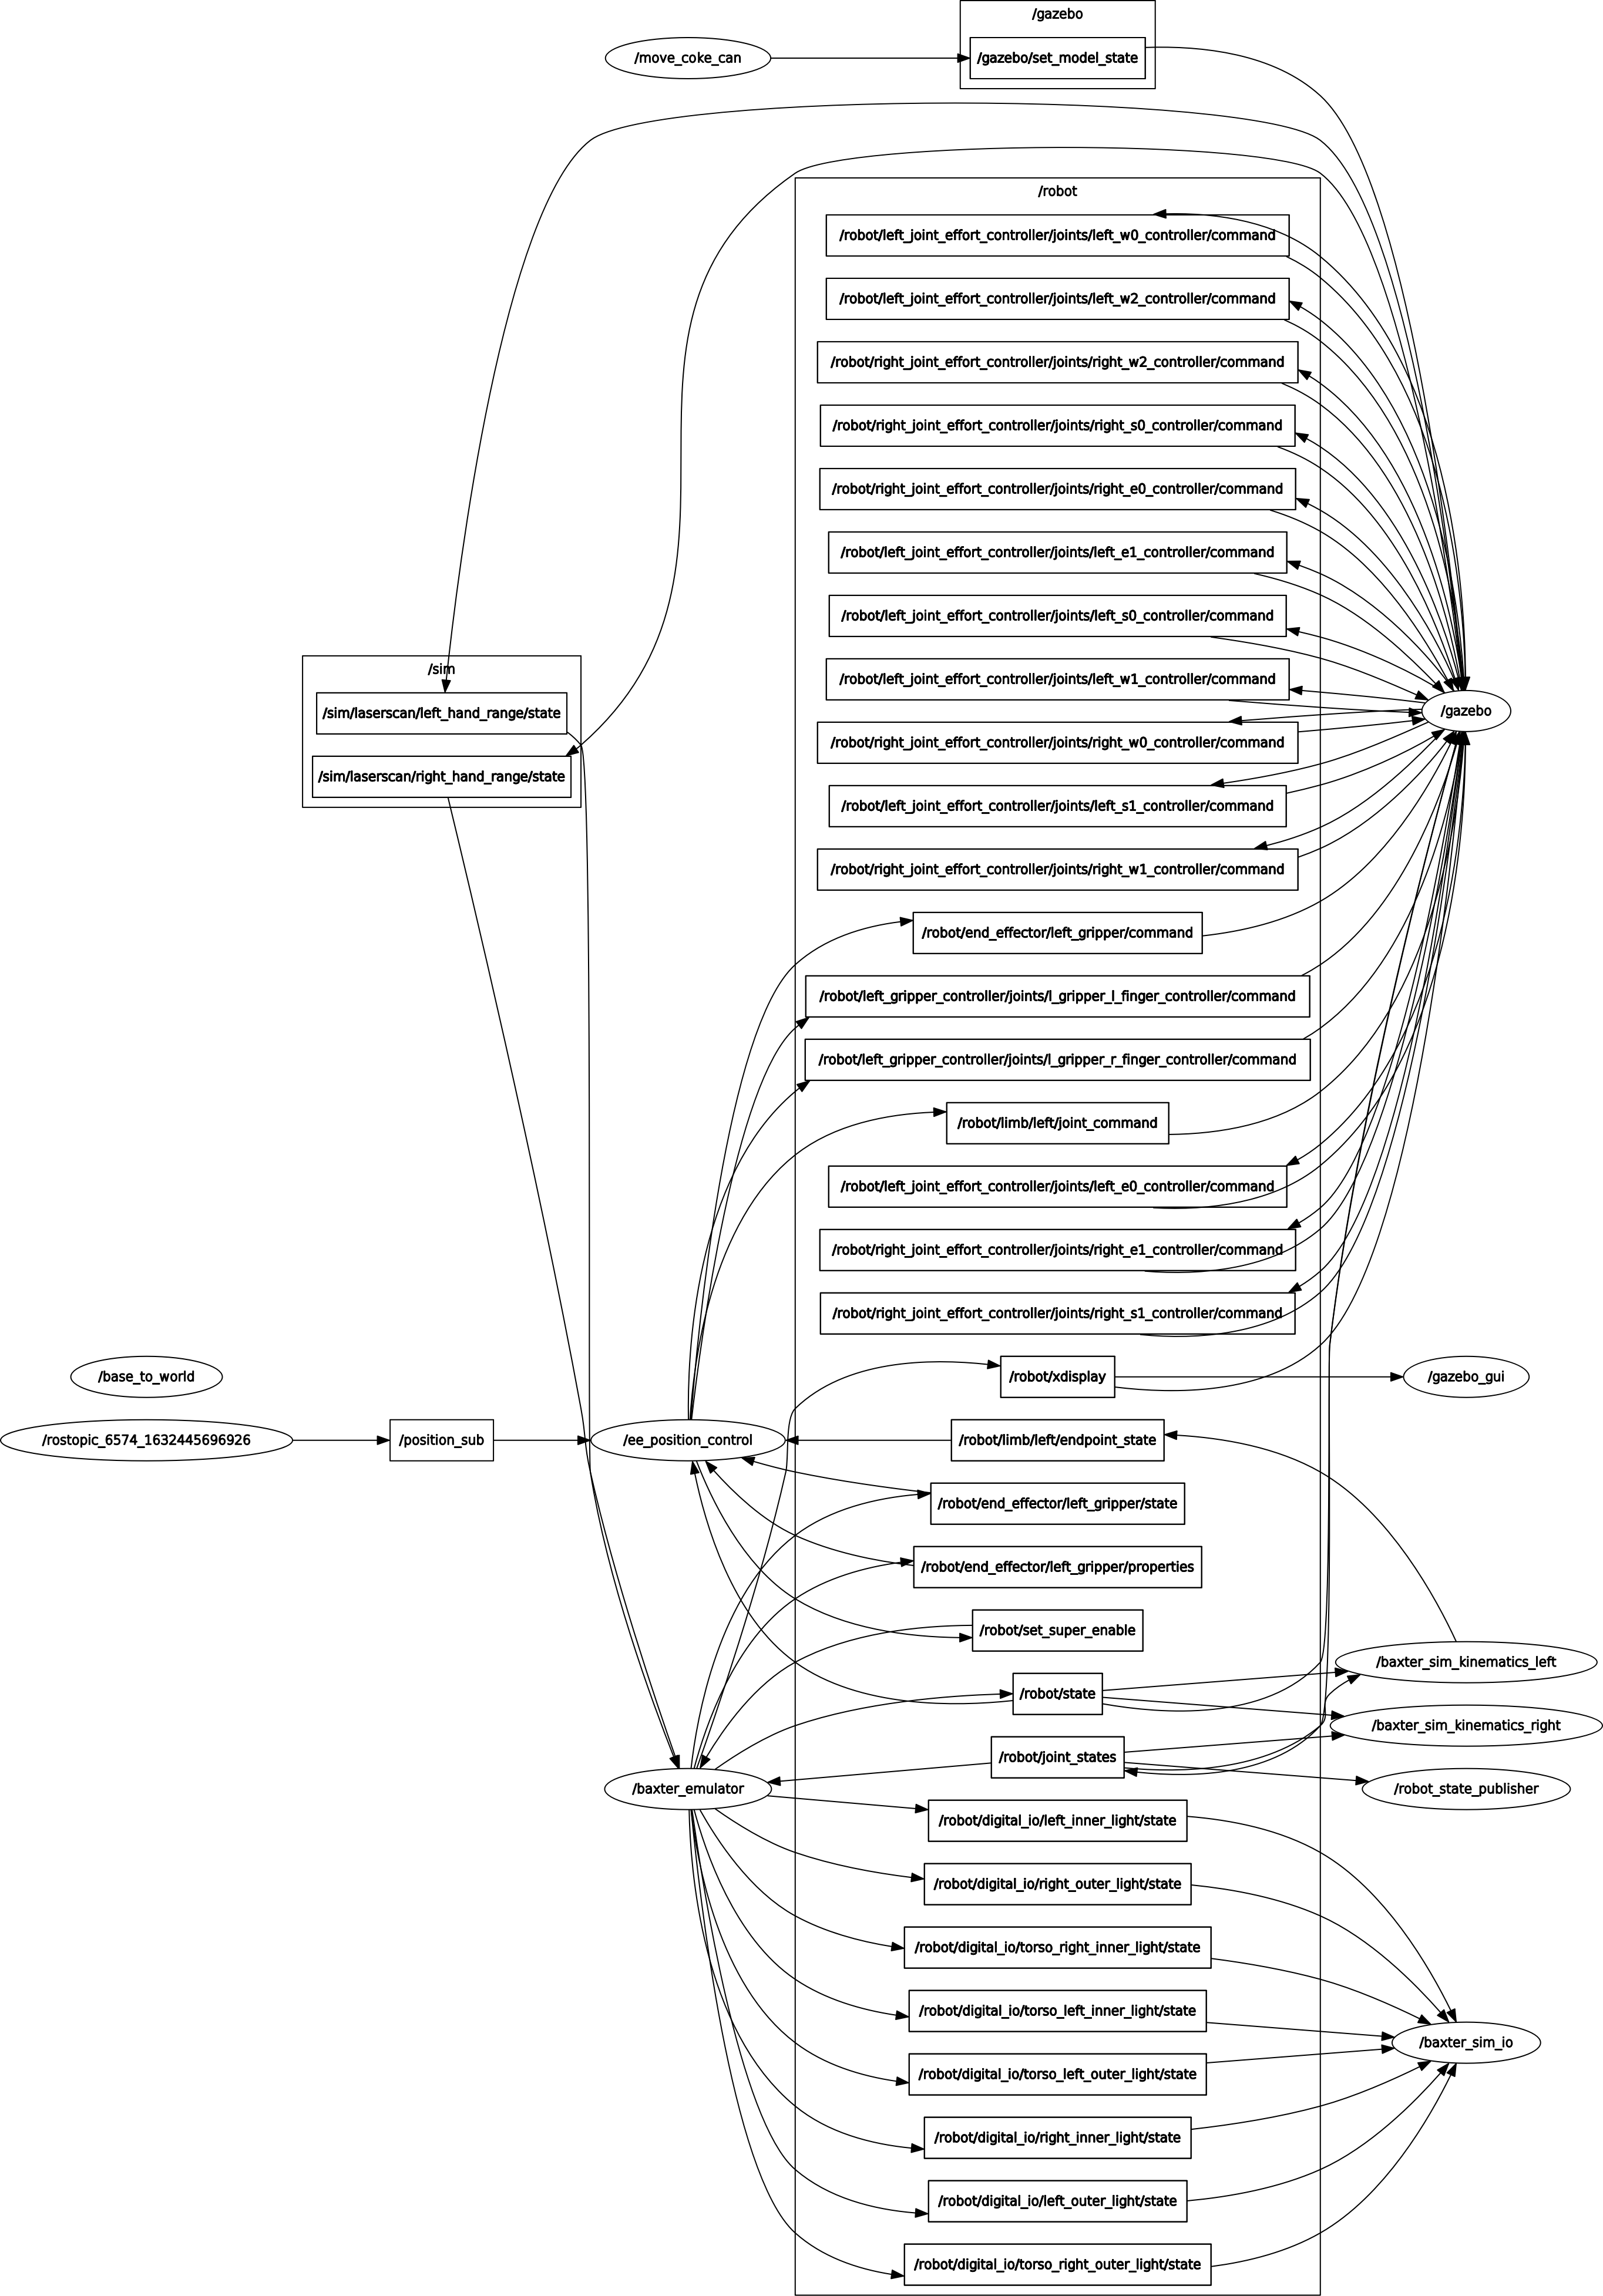 /gazebo
/move_coke_can
/gazebo/set_model_state
/robot
/robot/left_joint_effort_controller/joints/left_w0_controller/command
/robot/left_joint_effort_controller/joints/left_w2_controller/command
/robot/right_joint_effort_controller/joints/right_w2_controller/command
/robot/right_joint_effort_controller/joints/right_s0_controller/command
/robot/right_joint_effort_controller/joints/right_e0_controller/command
/robot/left_joint_effort_controller/joints/left_e1_controller/command
/robot/left_joint_effort_controller/joints/left_s0_controller/command
/sim
/robot/left_joint_effort_controller/joints/left_w1_controller/command
/sim/laserscan/left_hand_range/state
/gazebo
/robot/right_joint_effort_controller/joints/right_w0_controller/command
/sim/laserscan/right_hand_range/state
/robot/left_joint_effort_controller/joints/left_s1_controller/command
/robot/right_joint_effort_controller/joints/right_w1_controller/command
/robot/end_effector/left_gripper/command
/robot/left_gripper_controller/joints/l_gripper_l_finger_controller/command
/robot/left_gripper_controller/joints/l_gripper_r_finger_controller/command
/robot/limb/left/joint_command
/robot/left_joint_effort_controller/joints/left_e0_controller/command
/robot/right_joint_effort_controller/joints/right_e1_controller/command
/robot/right_joint_effort_controller/joints/right_s1_controller/command
/base_to_world
/robot/xdisplay
/gazebo_gui
/rostopic_6574_1632445696926
/position_sub
/ee_position_control
/robot/limb/left/endpoint_state
/robot/end_effector/left_gripper/state
/robot/end_effector/left_gripper/properties
/robot/set_super_enable
/baxter_sim_kinematics_left
/robot/state
/baxter_sim_kinematics_right
/robot/joint_states
/baxter_emulator
/robot_state_publisher
/robot/digital_io/left_inner_light/state
/robot/digital_io/right_outer_light/state
/robot/digital_io/torso_right_inner_light/state
/robot/digital_io/torso_left_inner_light/state
/baxter_sim_io
/robot/digital_io/torso_left_outer_light/state
/robot/digital_io/right_inner_light/state
/robot/digital_io/left_outer_light/state
/robot/digital_io/torso_right_outer_light/state